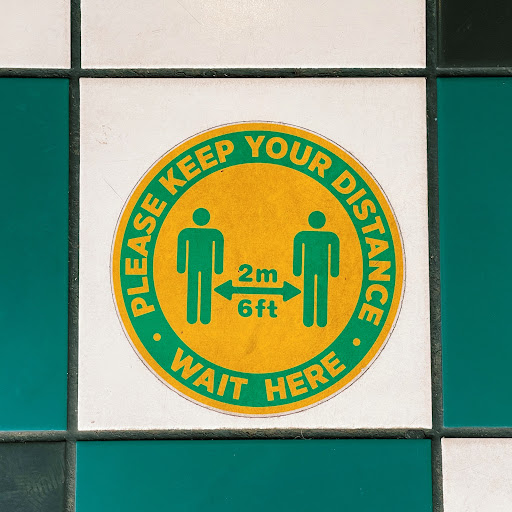 PLEASE KEEP YOUR DISTANCE
2m
6ft
WAIT HERE